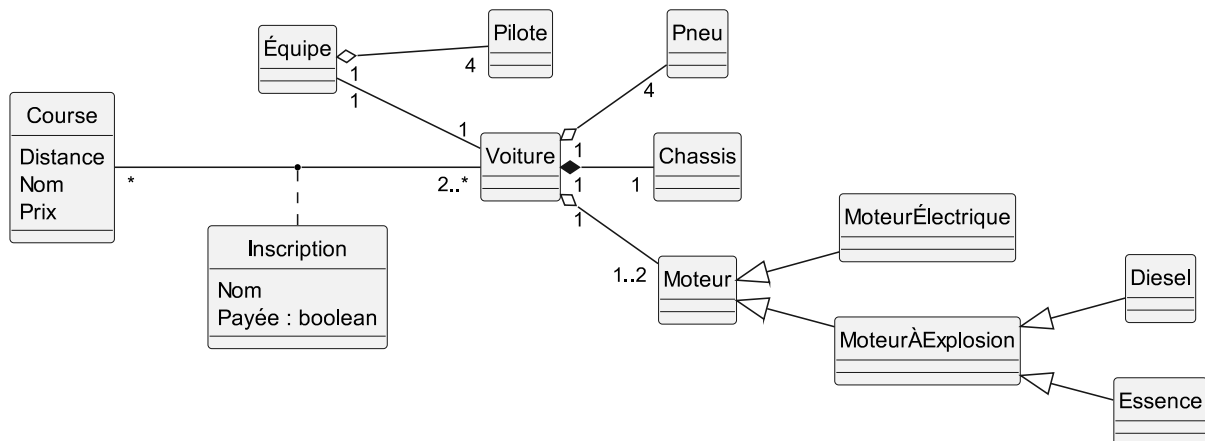 Équipe
1
1
Pilote
4
Pneu
4
Course
Distance
Nom
Prix
*
2..*
1
Voiture
1
1
1
Chassis
1
Inscription
Nom
Payée : boolean
1..2
Moteur
MoteurÉlectrique
MoteurÀExplosion
Diesel
Essence